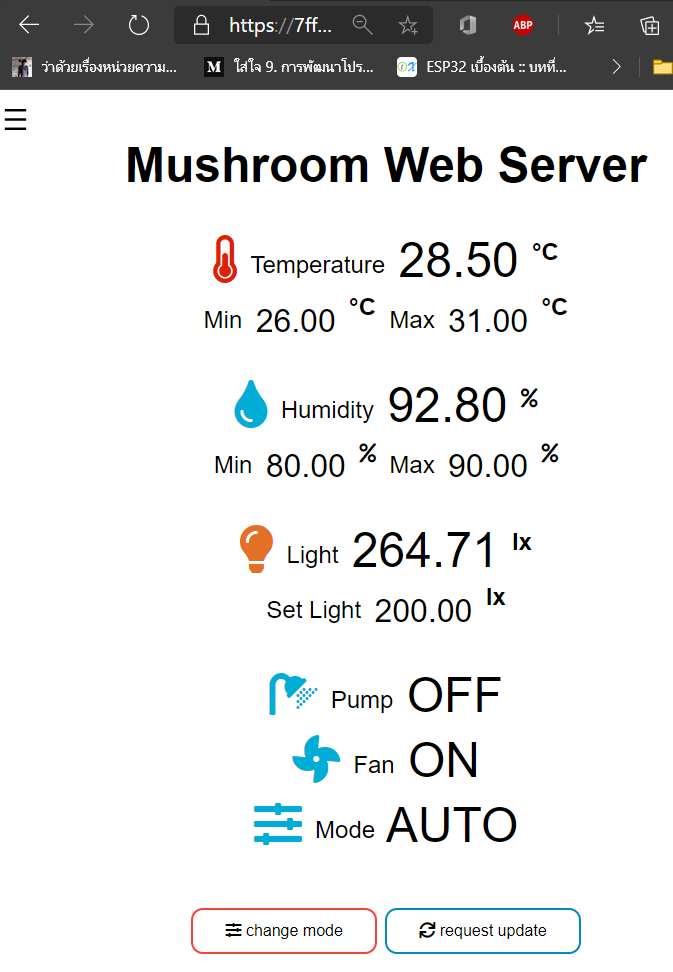 https://7ff...
ABP
ว่าด้วยเรื่องหน่วยความ...
M
ใส่ใจ 9. การพัฒนาโปร...
ESP32 เบื้องต้น :: บทที่...
Mushroom Web Server
Temperature 28.50 °C
Min 26.00 °C Max 31.00 °C
Humidity 92.80 %
Min 80.00 % Max 90.00 %
Light 264.71 lx
Set Light 200.00 lx
Pump OFF
Fan ON
Mode AUTO
change mode
request update